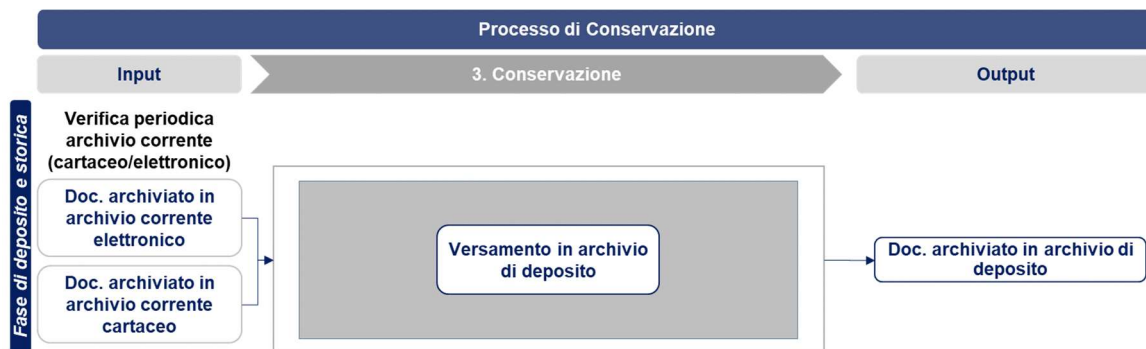 Processo di Conservazione
Input
3. Conservazione
Output
Fase di deposito e storica
Verifica periodica
archivio corrente
(cartaceo/elettronico)
Doc. archiviato in
archivio corrente
elettronico
Doc. archiviato in
archivio corrente
cartaceo
Versamento in archivio
di deposito
Doc. archiviato in archivio di
deposito